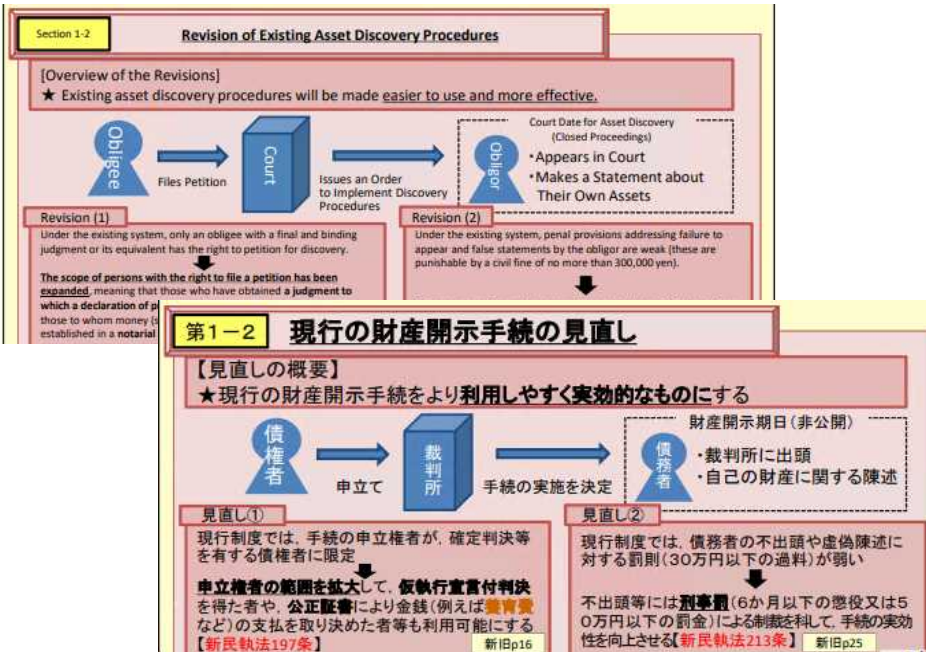 Section 1-2
Revision of Existing Asset Discovery Procedures
[Overview of the Revisions]
★ Existing asset discovery procedures will be made easier to use and more effective.
Obligee
Files Petition
Court
Issues an Order
to Implement Discovery
Procedures
Court Date for Asset Discovery
(Closed Proceedings)
Obligor
・Appears in Court
・Makes a Statement about
Their Own Assets
Revision (1)
Under the existing system, only an obligee with a final and binding
judgment or its equivalent has the right to petition for discovery.
The scope of persons with the right to file a petition has been
expanded, meaning that those who have obtained a judgment to
which a declaration of
those to whom money
established in a notarial
Revision (2)
Under the existing system, penal provisions addressing failure to
appear and false statements by the obligor are weak (these are
punishable by a civil fine of no more than 300,000 yen).
第1-2
現行の財産開示手続の見直し
【見直しの概要】
★現行の財産開示手続をより利用しやすく実効的なものにする
債権者
申立て
裁判所
手続の実施を決定
財産開示期日(非公開)
債務者
・裁判所に出頭
・自己の財産に関する陳述
見直し①
現行制度では,手続の申立権者が,確定判決等
を有する債権者に限定
申立権者の範囲を拡大して,仮執行宣言付判決
を得た者や,公正証書により金銭(例えば養育費
など)の支払を取り決めた者等も利用可能にする
【新民執法197条】
新旧p16
見直し②
現行制度では,債務者の不出頭や虚偽陳述に
対する罰則(30万円以下の過料)が弱い
不出頭等には刑事罰(6か月以下の懲役又は5
0万円以下の罰金)による制裁を科して,手続の実効
性を向上させる【新民執法213条】
新旧p25